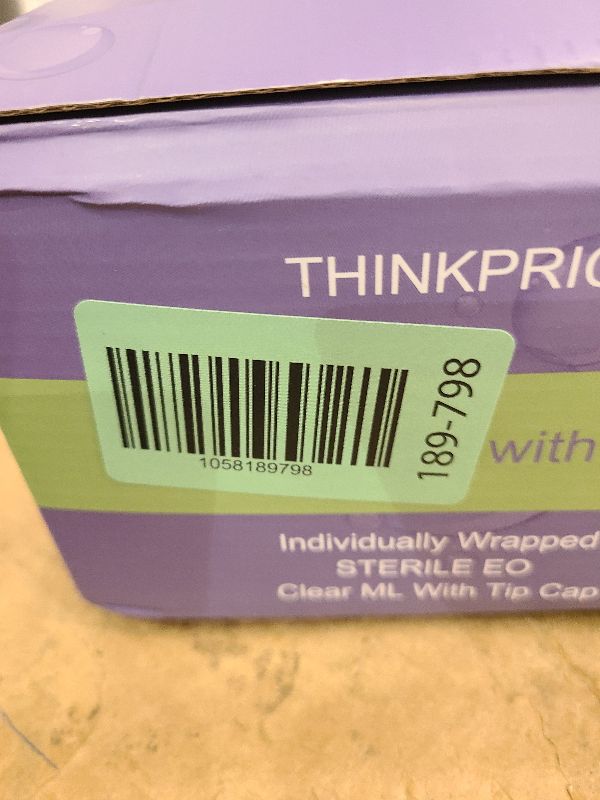 THINKPRIC
1058189798
189-798
with
Individually Wrapped
STERILE EO
Clear ML With Tip Cap